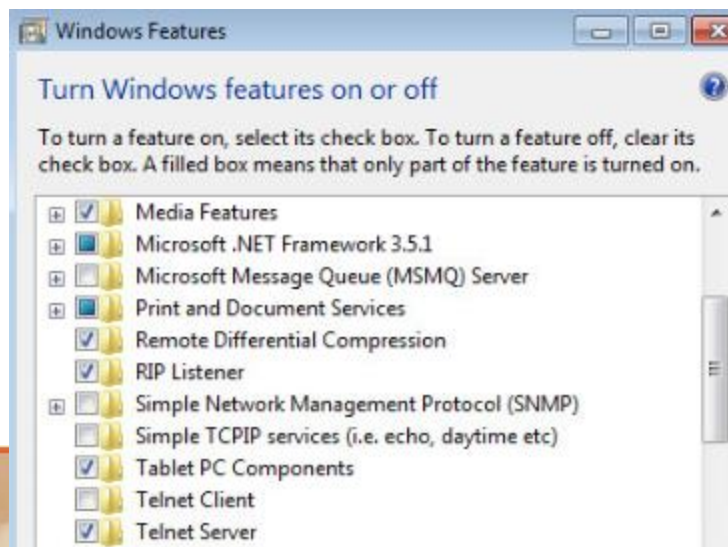 Windows Features
Turn Windows features on or off
To turn a feature on, select its check box. To turn a feature off, clear its
check box. A filled box means that only part of the feature is turned on.
Media Features
Microsoft .NET Framework 3.5.1
Microsoft Message Queue (MSMQ) Server
Print and Document Services
Remote Differential Compression
RIP Listener
Simple Network Management Protocol (SNMP)
Simple TCPIP services (i.e. echo, daytime etc)
Tablet PC Components
Telnet Client
Telnet Server